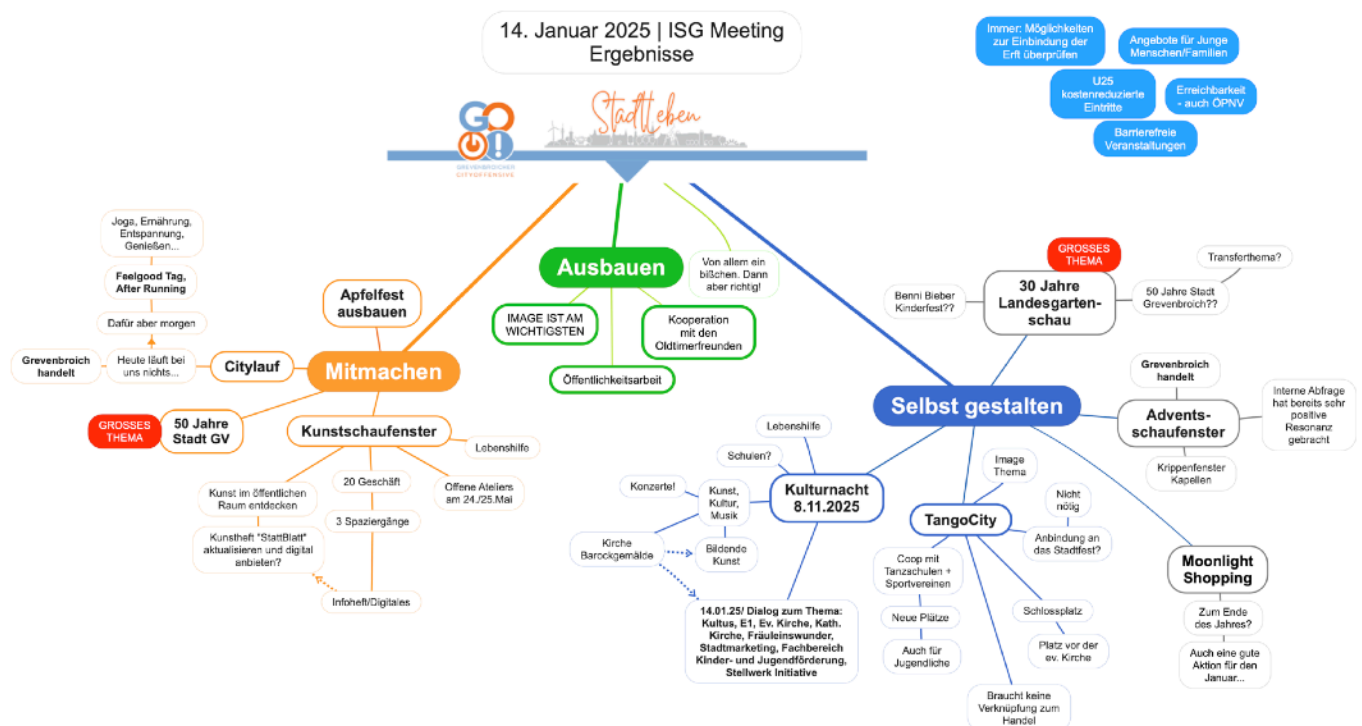 14. Januar 2025 | ISG Meeting
Ergebnisse
GO
GO!
GREVENBROICHER
CITYOFFENSIVE
StadtLeben
Immer: Möglichkeiten
zur Einbindung der
Erft überprüfen
Angebote für Junge
Menschen/Familien
U25
kostenreduzierte
Eintritte
Erreichbarkeit
- auch ÖPNV
Barrierefreie
Veranstaltungen
Mitmachen
Apfelfest
ausbauen
Citylauf
Grevenbroich
handelt
Heute läuft bei
uns nichts...
Dafür aber morgen
Feelgood Tag,
After Running
Joga, Ernährung,
Entspannung,
Genießen...
GROSSES
THEMA
50 Jahre
Stadt GV
Kunstschaufenster
Lebenshilfe
Offene Ateliers
am 24./25.Mai
20 Geschäft
3 Spaziergänge
Infoheft/Digitales
Kunst im öffentlichen
Raum entdecken
Kunstheft "StattBlatt"
aktualisieren und digital
anbieten?
Ausbauen
IMAGE IST AM
WICHTIGSTEN
Öffentlichkeitsarbeit
Kooperation
mit den
Oldtimerfreunden
Von allem ein
bißchen. Dann
aber richtig!
Selbst gestalten
GROSSES
THEMA
30 Jahre
Landesgarten-
schau
Benni Bieber
Kinderfest??
50 Jahre Stadt
Grevenbroich??
Transferthema?
Advents-
schaufenster
Grevenbroich
handelt
Interne Abfrage
hat bereits sehr
positive
Resonanz
gebracht
Krippenfenster
Kapellen
Moonlight
Shopping
Zum Ende
des Jahres?
Auch eine gute
Aktion für den
Januar...
TangoCity
Image
Thema
Nicht
nötig
Anbindung an
das Stadtfest?
Schlossplatz
Platz vor der
ev. Kirche
Braucht keine
Verknüpfung zum
Handel
Coop mit
Tanzschulen +
Sportvereinen
Neue Plätze
Auch für
Jugendliche
Kulturnacht
8.11.2025
Lebenshilfe
Schulen?
Kunst,
Kultur,
Musik
Konzerte!
Kirche
Barockgemälde
Bildende
Kunst
14.01.25/ Dialog zum Thema:
Kultus, E1, Ev. Kirche, Kath.
Kirche, Fräuleinswunder,
Stadtmarketing, Fachbereich
Kinder- und Jugendförderung,
Stellwerk Initiative